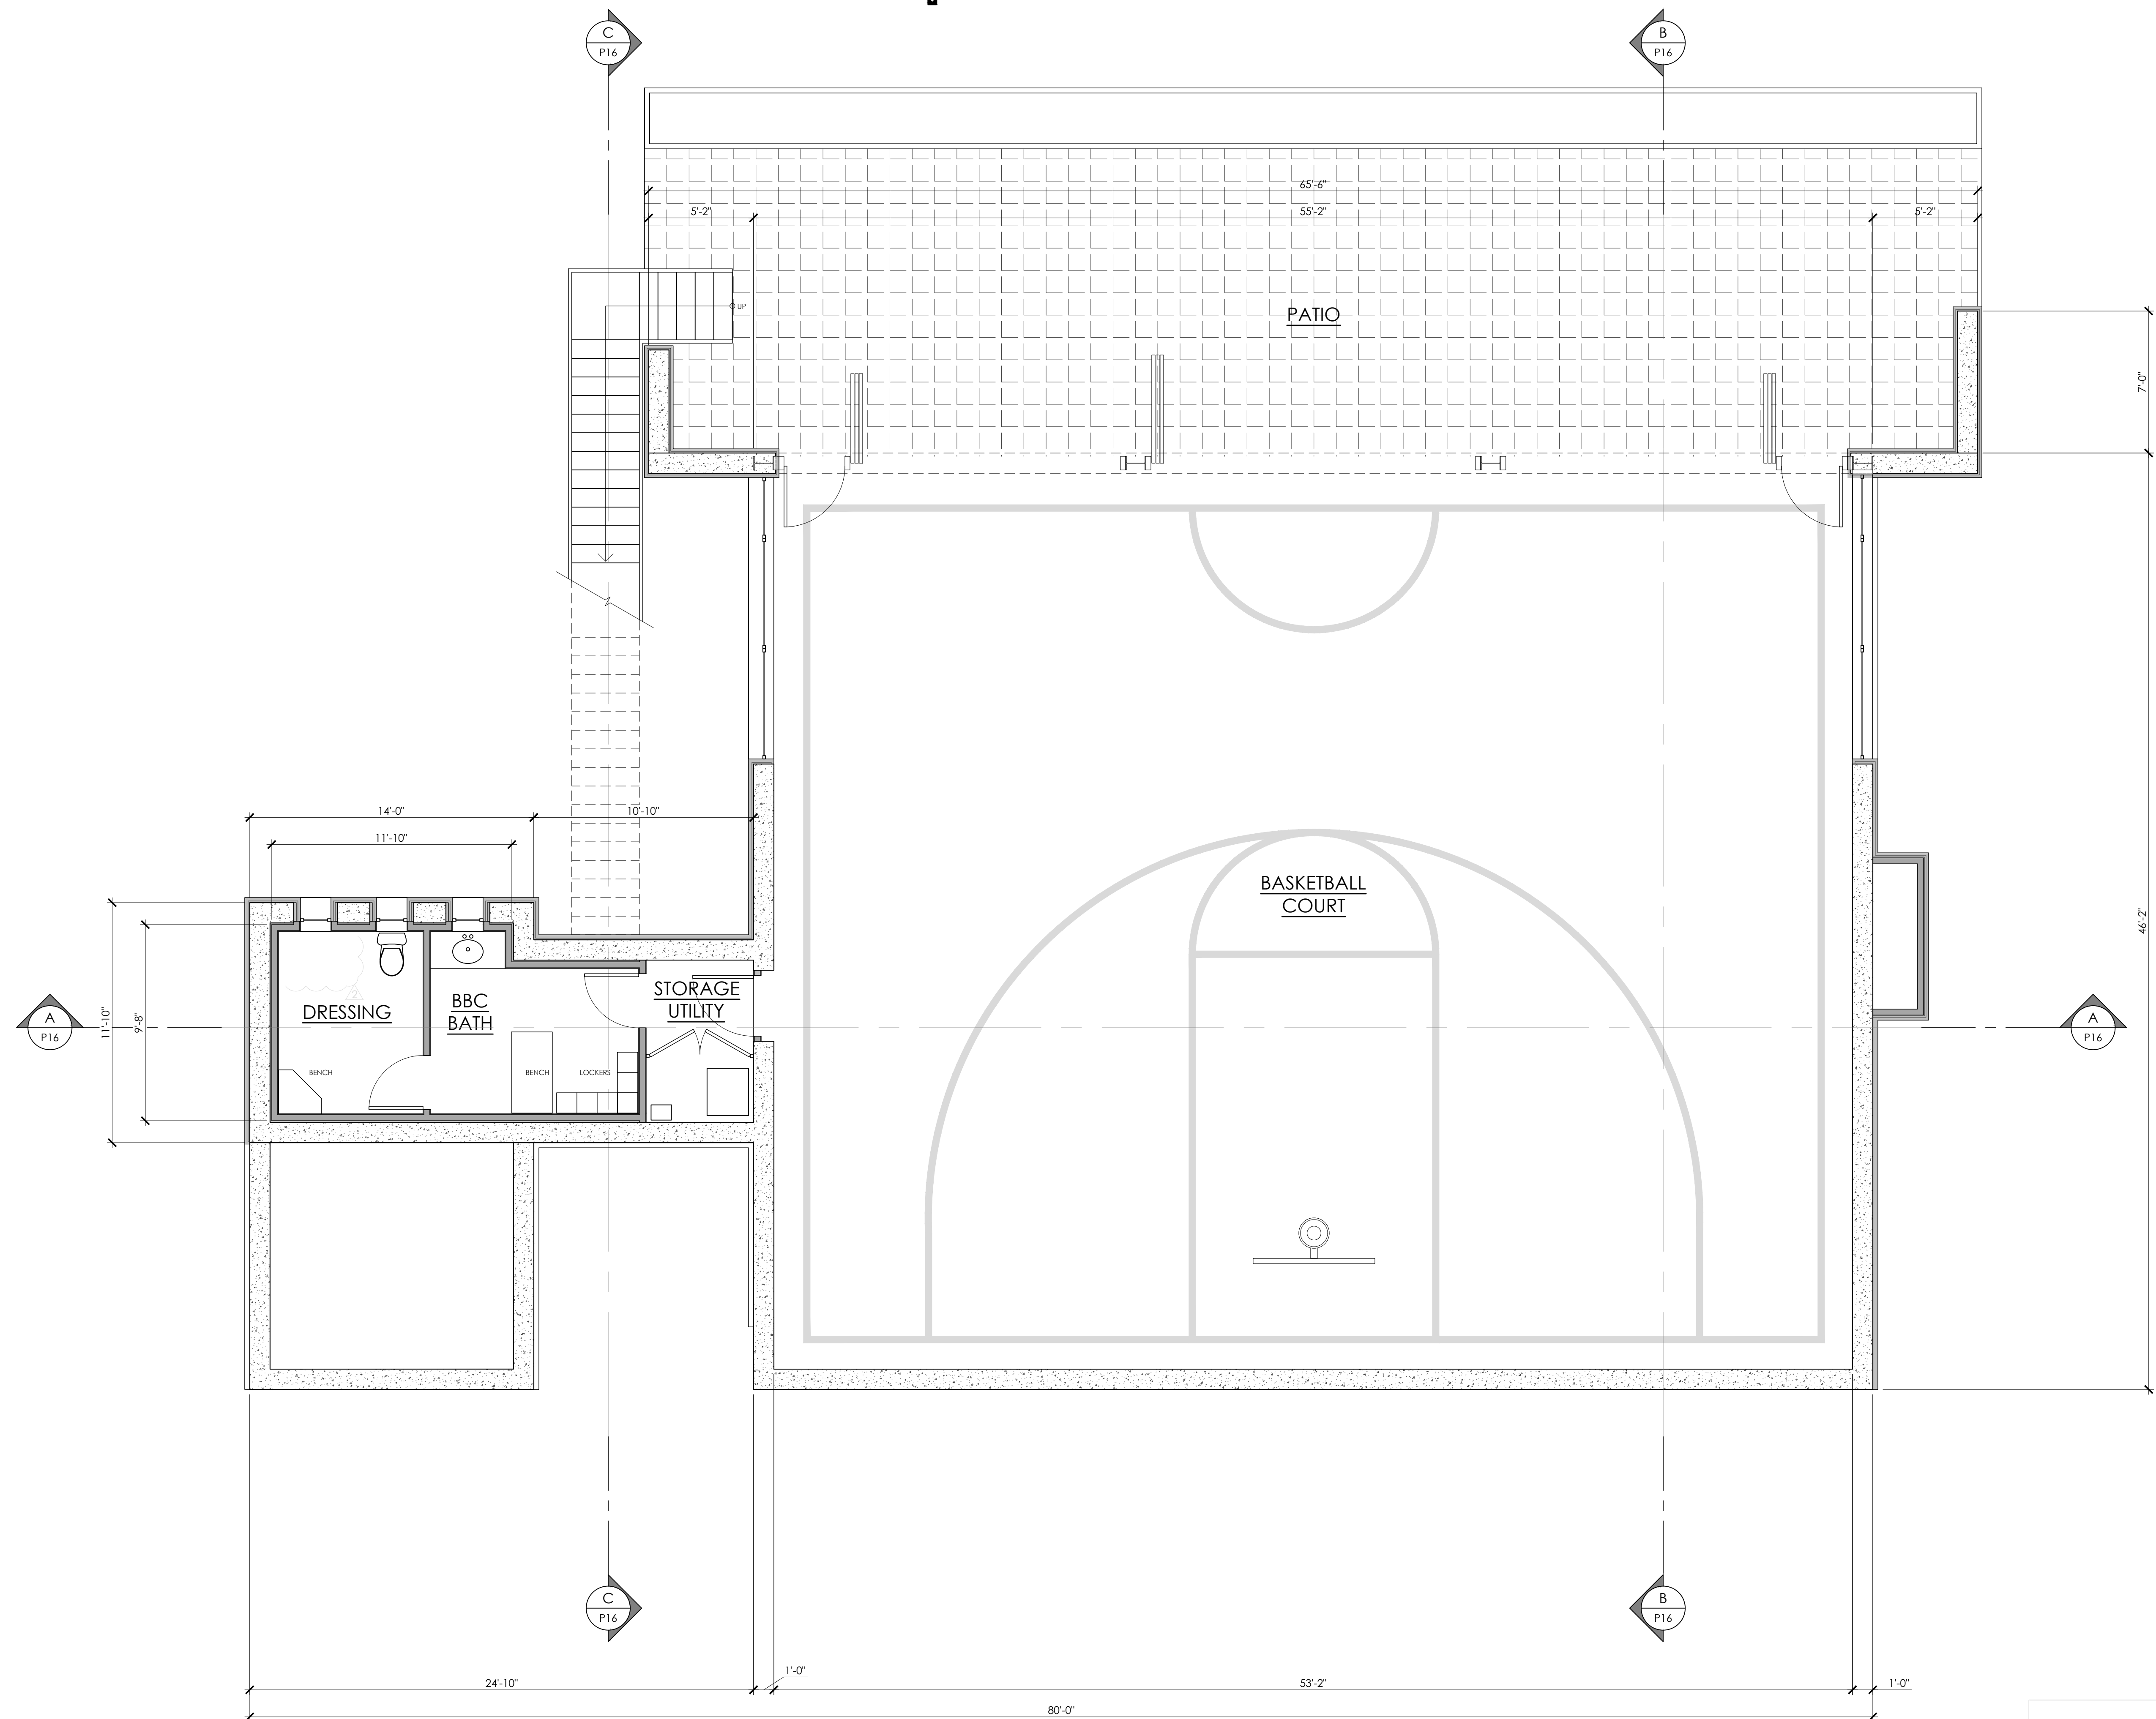 C
P16
B
P16
65'-6"
5'-2"
55'-2"
5'-2"
UP
PATIO
7'-0"
14'-0"
10'-10"
11'-10"
BASKETBALL
COURT
46'-2"
11'-10"
9'-8"
STORAGE
UTILITY
DRESSING
BBC
BATH
A
P16
A
P16
BENCH
BENCH
LOCKERS
C
P16
B
P16
1'-0"
24'-10"
53'-2"
1'-0"
80'-0"